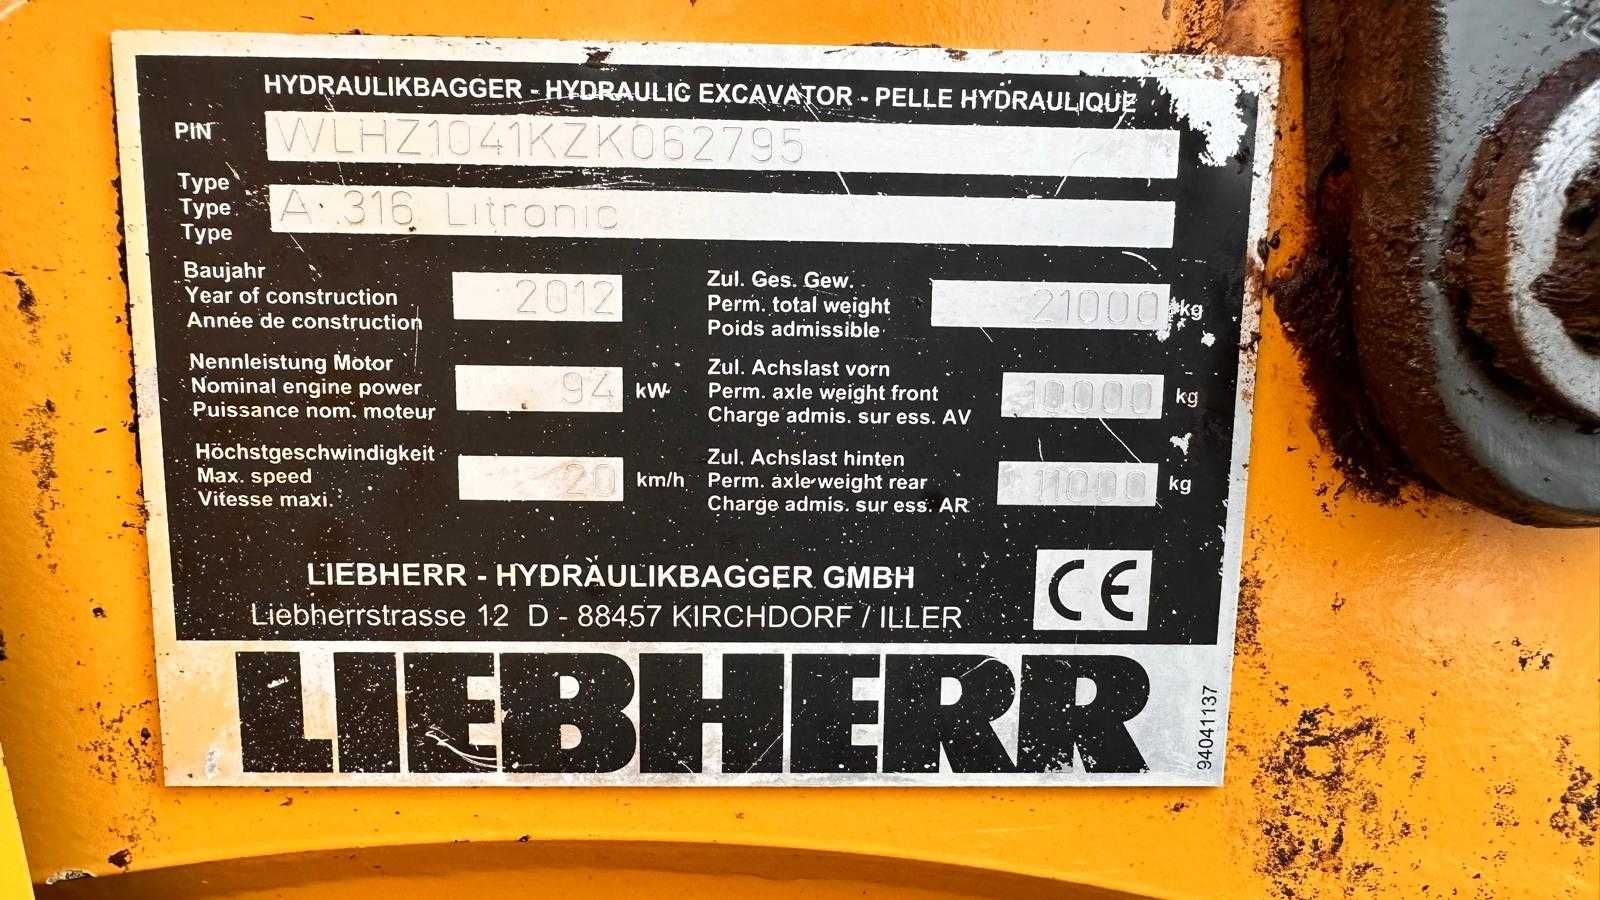 HYDRAULIKBAGGER - HYDRAULIC EXCAVATOR - PELLE HYDRAULIQUE
PIN WLHZ1041KZK062795
Type
Type A 316 Litronic
Type
Baujahr
Year of construction 2012
Année de construction
Zul. Ges. Gew.
Perm. total weight 21000 kg
Poids admissible
Nennleistung Motor
Nominal engine power 94 kW
Puissance nom. moteur
Zul. Achslast vorn
Perm. axle weight front 10000 kg
Charge admis. sur ess. AV
Höchstgeschwindigkeit
Max. speed 20 km/h
Vitesse maxi.
Zul. Achslast hinten
Perm. axle weight rear 11000 kg
Charge admis. sur ess. AR
LIEBHERR - HYDRAULIKBAGGER GMBH
Liebherrstrasse 12 D - 88457 KIRCHDORF / ILLER
CE
LIEBHERR
94041137